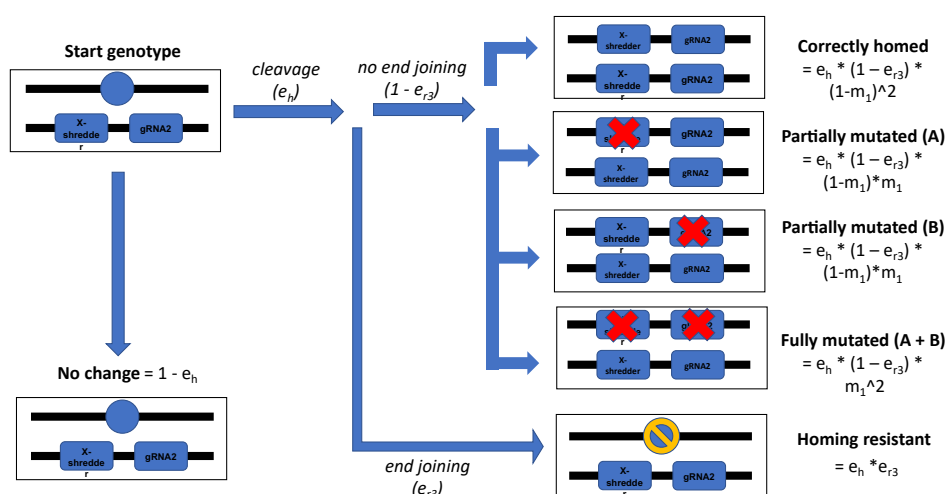 Start genotype
X-
shredde
r
gRNA2
cleavage
(eₕ)
no end joining
(1 - eᵣ₃)
X-
shredde
r
gRNA2
X-
shredde
r
gRNA2
Correctly homed
= eₕ * (1 – eᵣ₃) *
(1-m₁)^2
r
gRNA2
X-
shredder
gRNA2
Partially mutated (A)
= eₕ * (1 – eᵣ₃) *
(1-m₁)*m₁
X-
shredde
r
X-
shredder
gRNA2
Partially mutated (B)
= eₕ * (1 – eᵣ₃) *
(1-m₁)*m₁
r
X-
shredder
gRNA2
Fully mutated (A + B)
= eₕ * (1 – eᵣ₃) *
m₁^2
No change = 1 - eₕ
X-
shredde
r
gRNA2
end joining
(eᵣ₃)
X-
shredde
r
gRNA2
Homing resistant
= eₕ *eᵣ₃